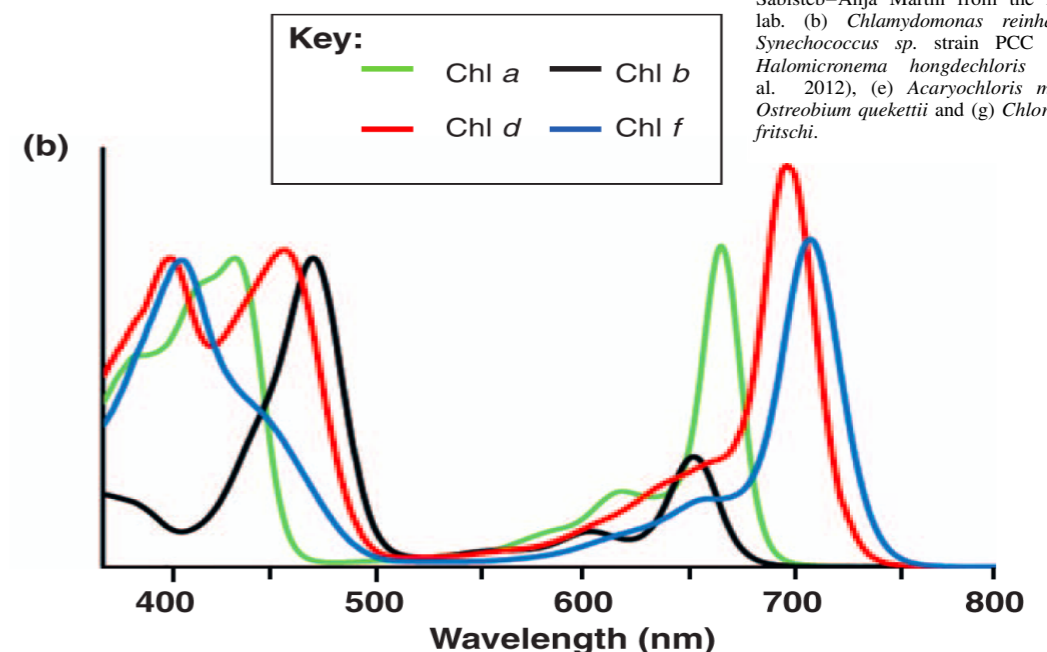 lab. (b) Chlamydomonas
Synechococcus sp. strain PCC
Halomicronema hongdechloris
al. 2012), (e) Acaryochloris
Ostreobium quekettii and (g)
fritschi.
Key:
Chl a Chl b
Chl d Chl f
(b)
400 500 600 700 800
Wavelength (nm)